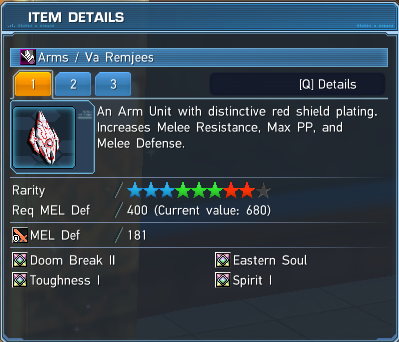 ITEM DETAILS
Arms / Va Remjees
1 2 3 [Q] Details
An Arm Unit with distinctive red shield plating.
Increases Melee Resistance, Max PP, and
Melee Defense.
Rarity /
Req MEL Def / 400 (Current value: 680)
MEL Def / 181
Doom Break II Eastern Soul
Toughness I Spirit I